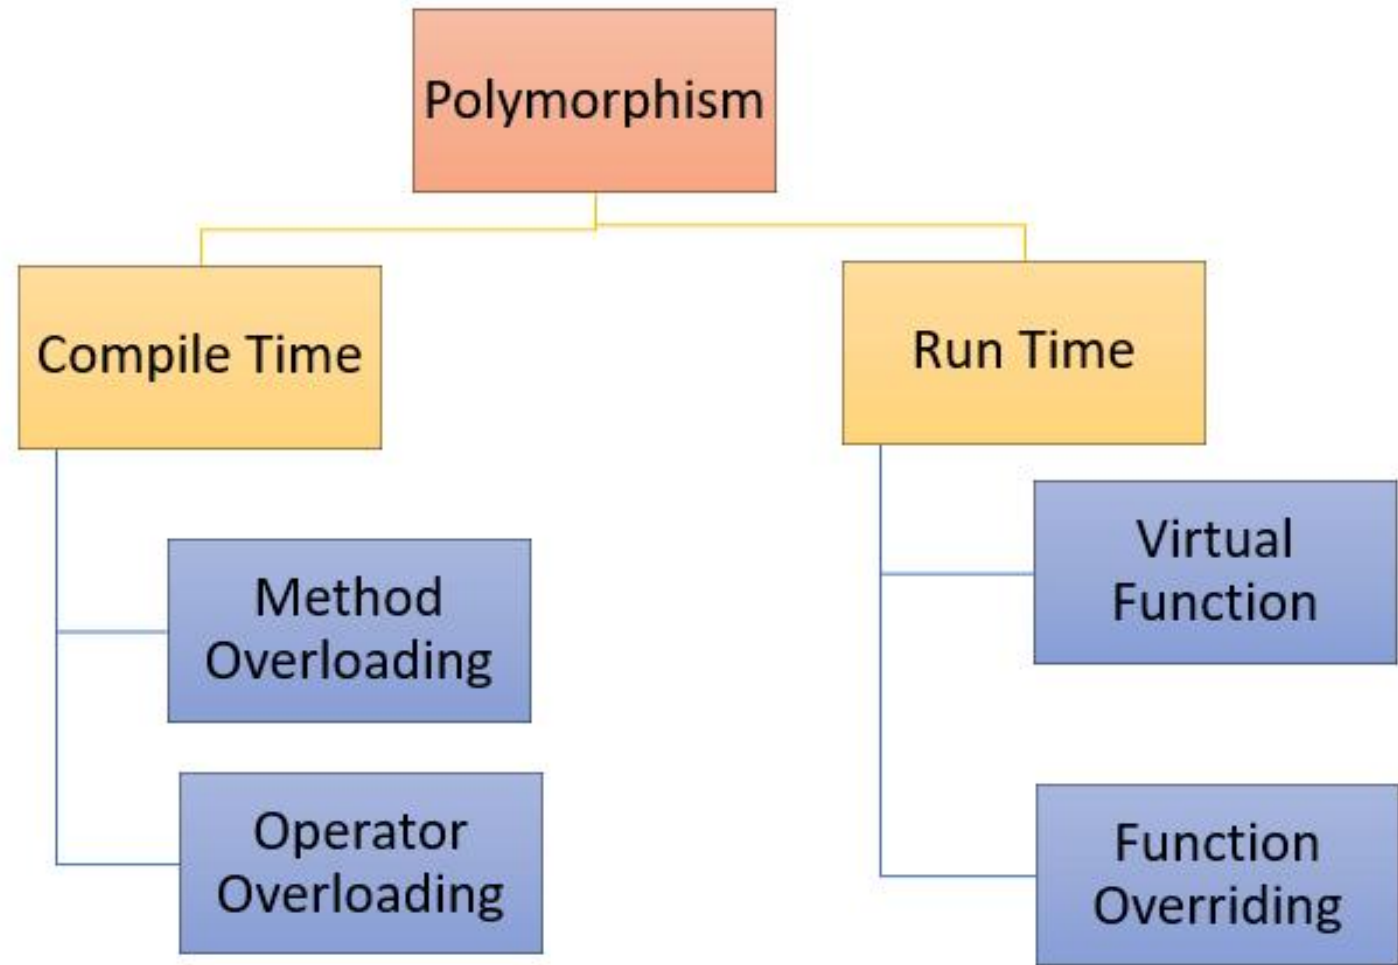 Polymorphism
Compile Time
Run Time
Method
Overloading
Operator
Overloading
Virtual
Function
Function
Overriding